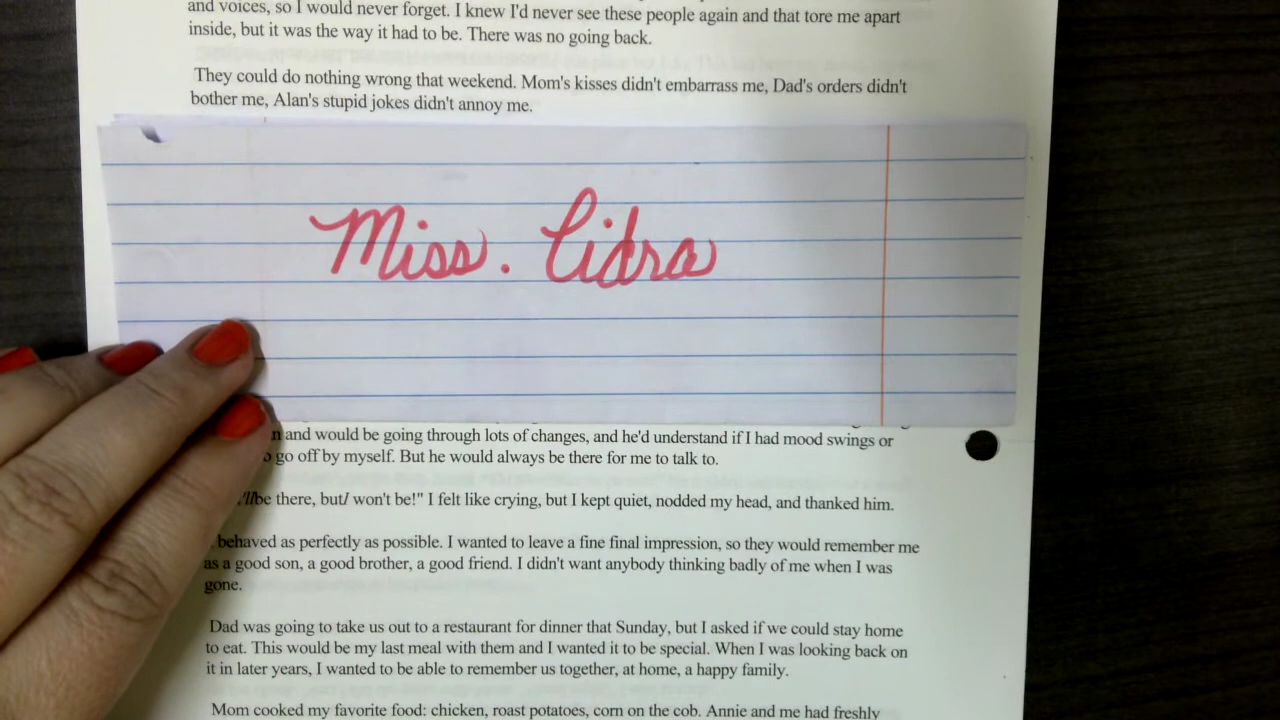 and voices, so I would never forget. I knew I'd never see these people again and that tore me apart
inside, but it was the way it had to be. There was no going back.
They could do nothing wrong that weekend. Mom's kisses didn't embarrass me, Dad's orders didn't
bother me, Alan's stupid jokes didn't annoy me.
Miss. Cidra
and would be going through lots of changes, and he'd understand if I had mood swings or
go off by myself. But he would always be there for me to talk to.
be there, but I won't be!" I felt like crying, but I kept quiet, nodded my head, and thanked him.
behaved as perfectly as possible. I wanted to leave a fine final impression, so they would remember me
as a good son, a good brother, a good friend. I didn't want anybody thinking badly of me when I was
gone.
Dad was going to take us out to a restaurant for dinner that Sunday, but I asked if we could stay home
to eat. This would be my last meal with them and I wanted it to be special. When I was looking back on
it in later years, I wanted to be able to remember us together, at home, a happy family.
Mom cooked my favorite food: chicken, roast potatoes, corn on the cob. Annie and me had freshly